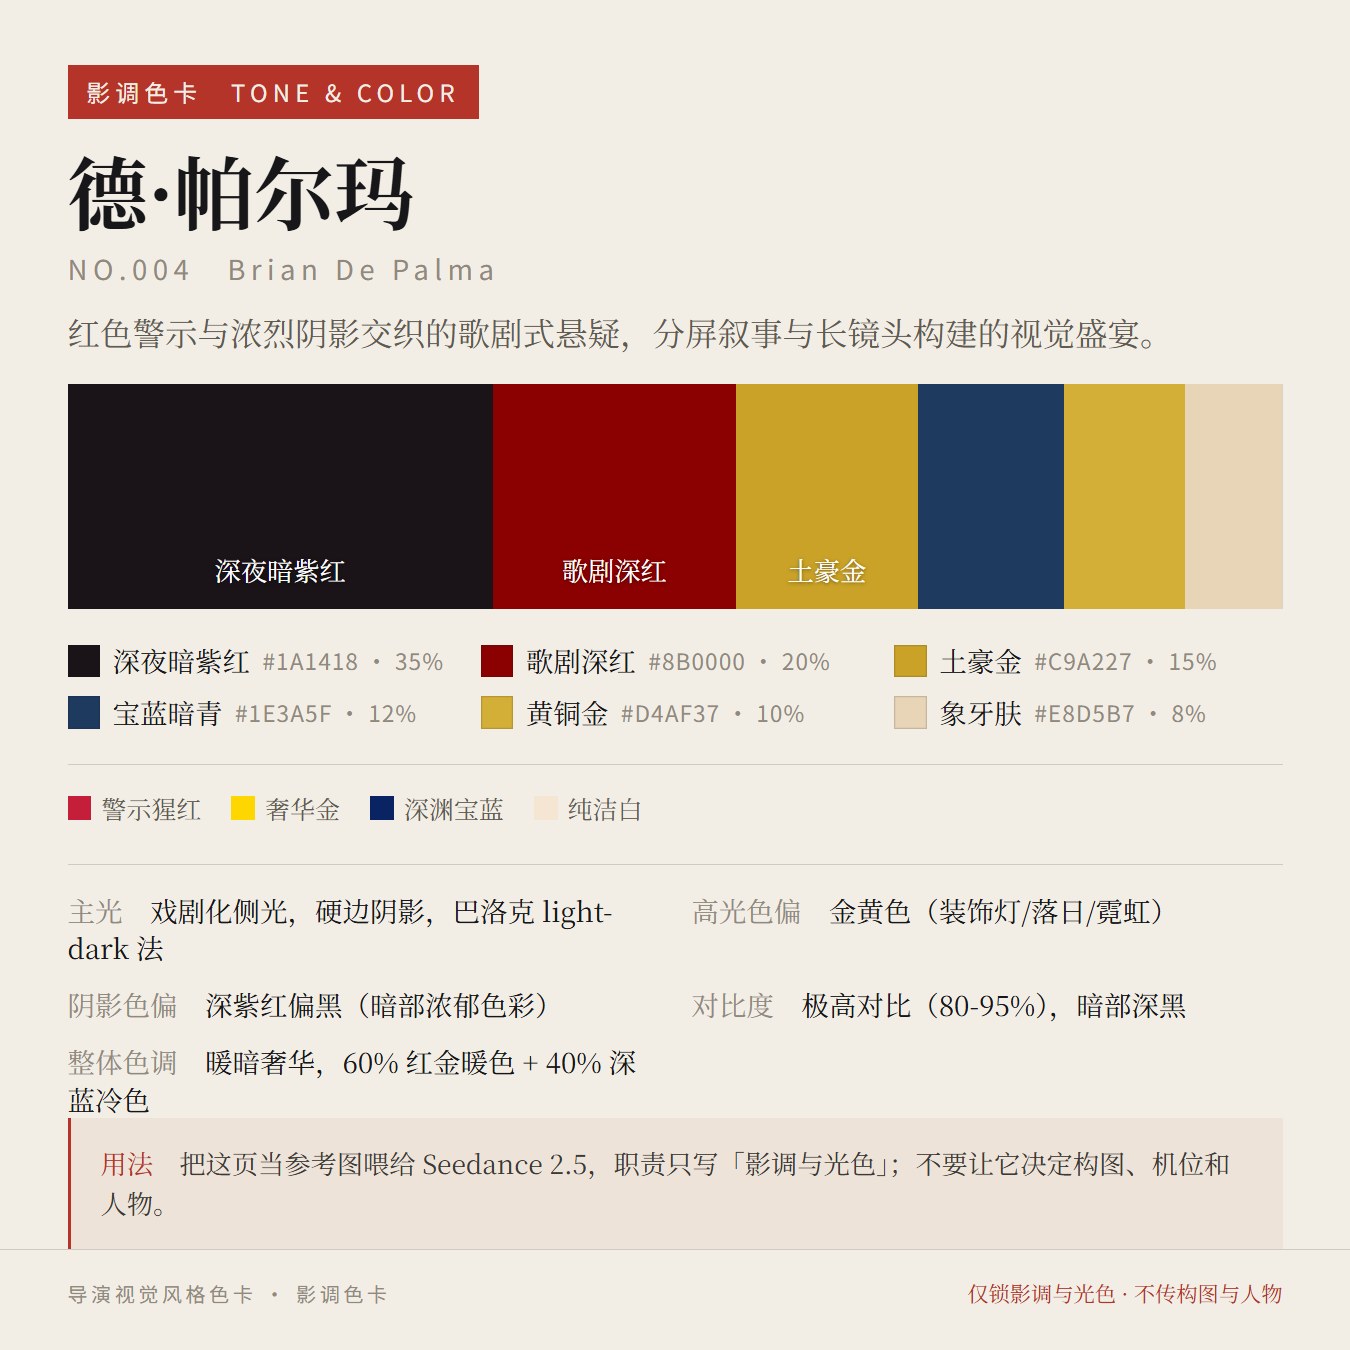 影调色卡 TONE & COLOR
德·帕尔玛
NO.004 Brian De Palma
红色警示与浓烈阴影交织的歌剧式悬疑，分屏叙事与长镜头构建的视觉盛宴。
深夜暗紫红 歌剧深红 土豪金
深夜暗紫红 #1A1418 · 35% 歌剧深红 #8B0000 · 20% 土豪金 #C9A227 · 15%
宝蓝暗青 #1E3A5F · 12% 黄铜金 #D4AF37 · 10% 象牙肤 #E8D5B7 · 8%
警示猩红 奢华金 深渊宝蓝 纯洁白
主光 戏剧化侧光，硬边阴影，巴洛克 light-
dark 法
高光色偏 金黄色（装饰灯/落日/霓虹）
阴影色偏 深紫红偏黑（暗部浓郁色彩）
对比度 极高对比（80-95%），暗部深黑
整体色调 暖暗奢华，60% 红金暖色 + 40% 深
蓝冷色
用法 把这页当参考图喂给 Seedance 2.5，职责只写「影调与光色」；不要让它决定构图、机位和
人物。
导演视觉风格色卡 · 影调色卡
仅锁影调与光色 · 不传构图与人物